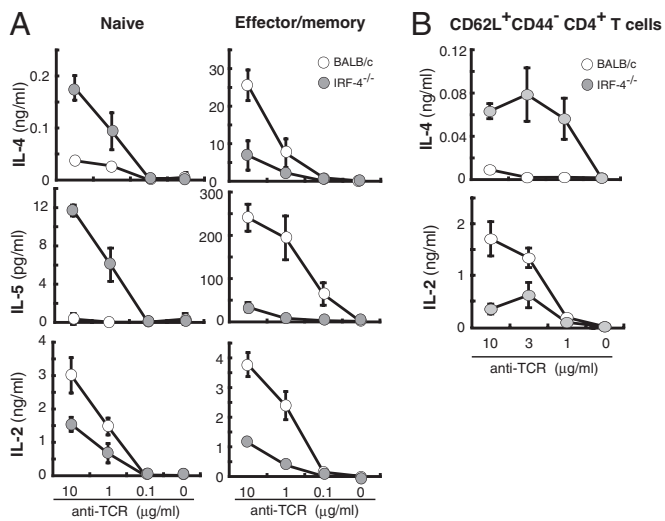 A
Naive
Effector/memory
BALB/c
IRF-4-/-
IL-4 (ng/ml)
0.2
0.1
0
30
20
10
0
IL-5 (pg/ml)
12
8
4
0
300
200
100
0
IL-2 (ng/ml)
4
3
2
1
0
4
3
2
1
0
10 1 0.1 0
anti-TCR (μg/ml)
10 1 0.1 0
anti-TCR (μg/ml)
B
CD62L+CD44- CD4+ T cells
BALB/c
IRF-4-/-
IL-4 (ng/ml)
0.12
0.08
0.04
0
IL-2 (ng/ml)
2
1
0
10 3 1 0
anti-TCR (μg/ml)